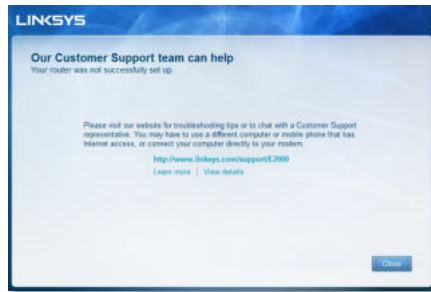 LINKSYS
Our Customer Support team can help
Your router was not successfully set up.
Please visit our website for troubleshooting tips or to chat with a Customer Support
representative. You may have to use a different computer or mobile phone that has
Internet access, or connect your computer directly to your modem.
http://www.linksys.com/support/E2000
Learn more | View details
Close